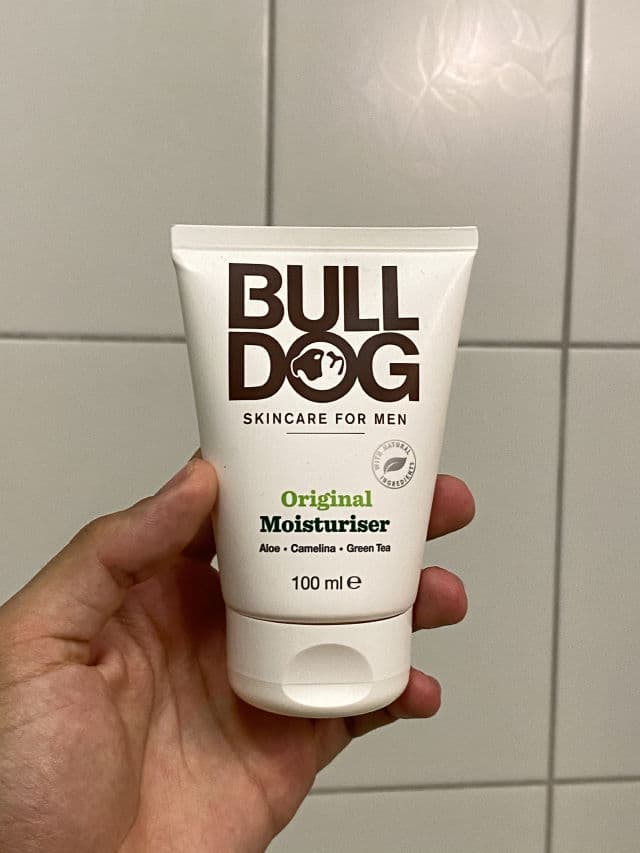 BULL
DOG
SKINCARE FOR MEN
WITH NATURAL
INGREDIENTS
Original
Moisturiser
Aloe • Camelina • Green Tea
100 ml ℮